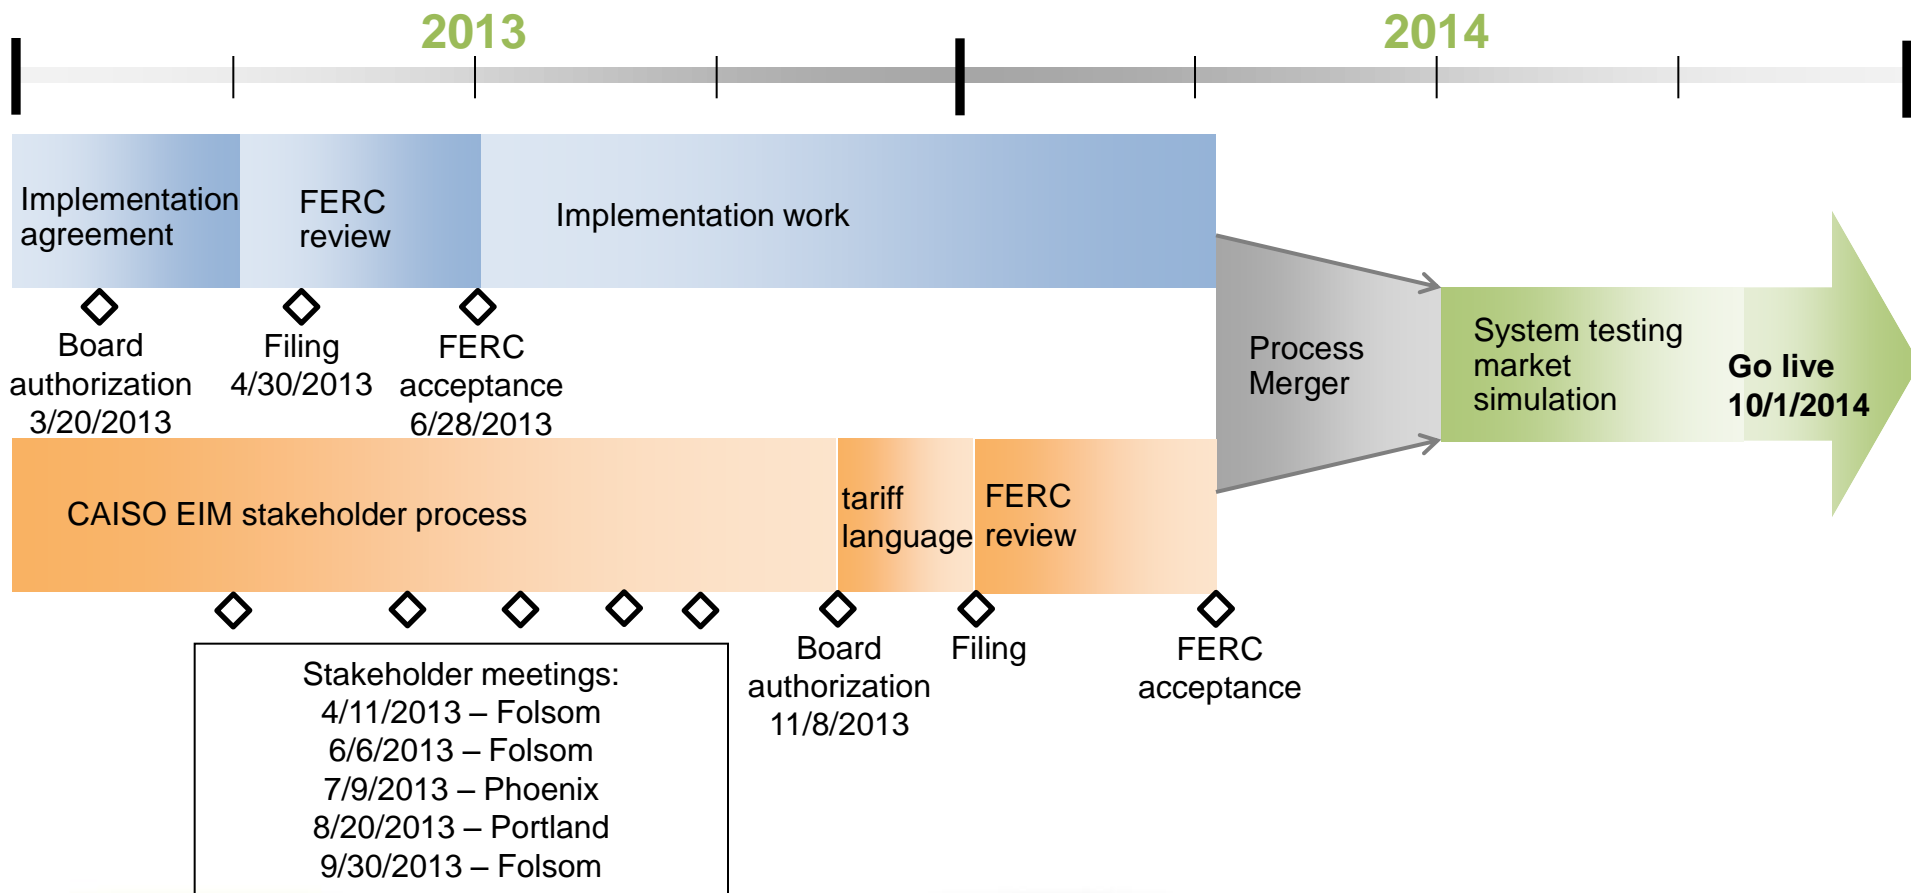 2013
2014
Implementation
agreement
FERC
review
Implementation work
Board
authorization
3/20/2013
Filing
4/30/2013
FERC
acceptance
6/28/2013
Process
Merger
System testing
market
simulation
Go live
10/1/2014
CAISO EIM stakeholder process
tariff
language
FERC
review
Stakeholder meetings:
4/11/2013 – Folsom
6/6/2013 – Folsom
7/9/2013 – Phoenix
8/20/2013 – Portland
9/30/2013 – Folsom
Board
authorization
11/8/2013
Filing
FERC
acceptance